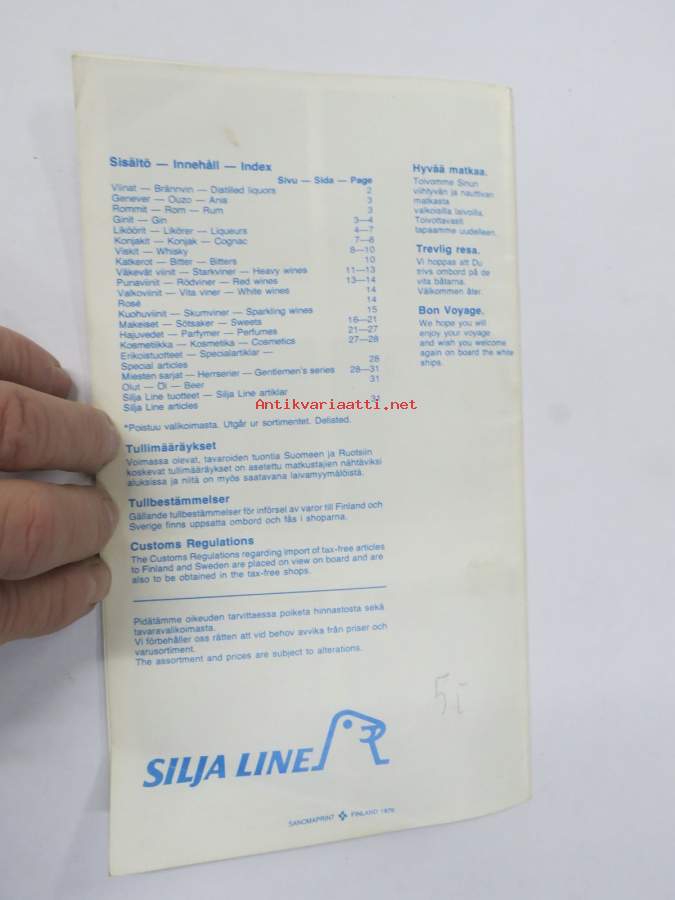 Sisältö — Innehåll — Index
Sivu — Sida — Page
Viinat — Brännvin — Distilled liquors 2
Genever — Ouzo — Anis 3
Rommit — Rom — Rum 3
Ginit — Gin 3—4
Liköörit — Likörer — Liqueurs 4—7
Konjakit — Konjak — Cognac 7—8
Viskit — Whisky 8—10
Katkerot — Bitter — Bitters 10
Väkevät viinit — Starkviner — Heavy wines 11—13
Punaviinit — Rödviner — Red wines 13—14
Valkoviinit — Vita viner — White wines 14
Rosé 14
Kuohuviinit — Skumviner — Sparkling wines 15
Makeiset — Sötsaker — Sweets 16—21
Hajuvedet — Parfymer — Perfumes 21—27
Kosmetiikka — Kosmetika — Cosmetics 27—28
Erikoistuotteet — Specialartiklar —
Special articles 28
Miesten sarjat — Herrserier — Gentlemen's series 28—31
Olut — Öl — Beer 31
Silja Line tuotteet — Silja Line artiklar
Silja Line articles 31
*Poistuu valikoimasta. Utgår ur sortimentet. Delisted.
Tullimääräykset
Voimassa olevat, tavaroiden tuontia Suomeen ja Ruotsiin
koskevat tullimääräykset on asetettu matkustajien nähtäviksi
aluksissa ja niitä on myös saatavana laivamyymälöistä.
Tullbestämmelser
Gällande tullbestämmelser för införsel av varor till Finland och
Sverige finns uppsatta ombord och fås i shoparna.
Customs Regulations
The Customs Regulations regarding import of tax-free articles
to Finland and Sweden are placed on view on board and are
also to be obtained in the tax-free shops.
Pidätämme oikeuden tarvittaessa poiketa hinnastosta sekä
tavaravalikoimasta.
Vi förbehåller oss rätten att vid behov avvika från priser och
varusortiment.
The assortment and prices are subject to alterations.
Hyvää matkaa.
Toivomme Sinun
viihtyvän ja nauttivan
matkasta
valkoisilla laivoilla.
Toivottavasti
tapaamme uudelleen.
Trevlig resa.
Vi hoppas att Du
trivs ombord på de
vita båtarna.
Välkommen åter.
Bon Voyage.
We hope you will
enjoy your voyage
and wish you welcome
again on board the white
ships.
Antikvariaatti.net
SILJA LINE
SANOMAPRINT FINLAND